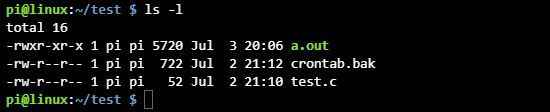 pi@linux:~/test $ ls -l
total 16
-rwxr-xr-x 1 pi pi 5720 Jul  3 20:06 a.out
-rw-r--r-- 1 pi pi  722 Jul  2 21:12 crontab.bak
-rw-r--r-- 1 pi pi   52 Jul  2 21:10 test.c
pi@linux:~/test $